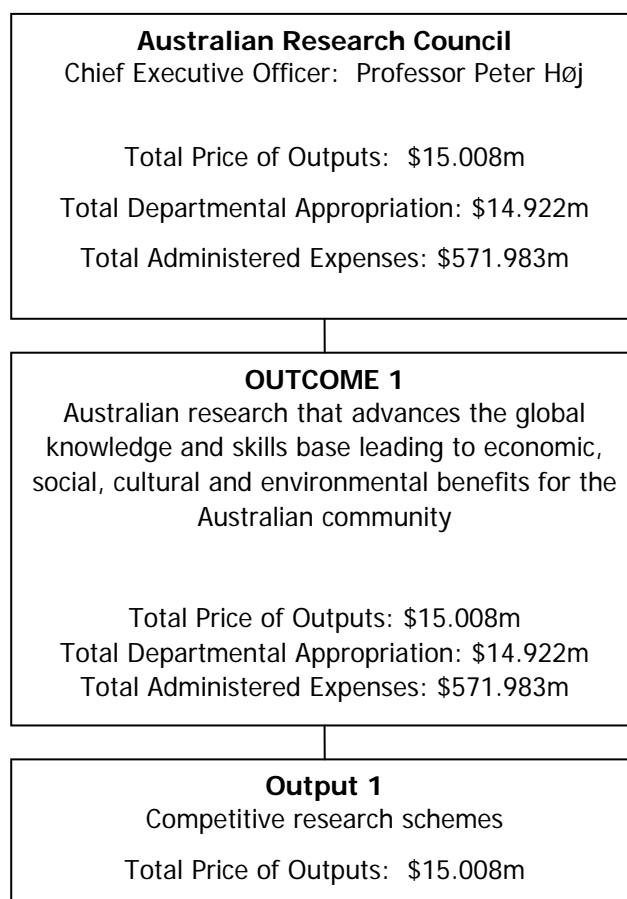 Australian Research Council
Chief Executive Officer:  Professor Peter Høj
Total Price of Outputs:  $15.008m
Total Departmental Appropriation: $14.922m
Total Administered Expenses: $571.983m
OUTCOME 1
Australian research that advances the global
knowledge and skills base leading to economic,
social, cultural and environmental benefits for the
Australian community
Total Price of Outputs: $15.008m
Total Departmental Appropriation: $14.922m
Total Administered Expenses: $571.983m
Output 1
Competitive research schemes
Total Price of Outputs:  $15.008m